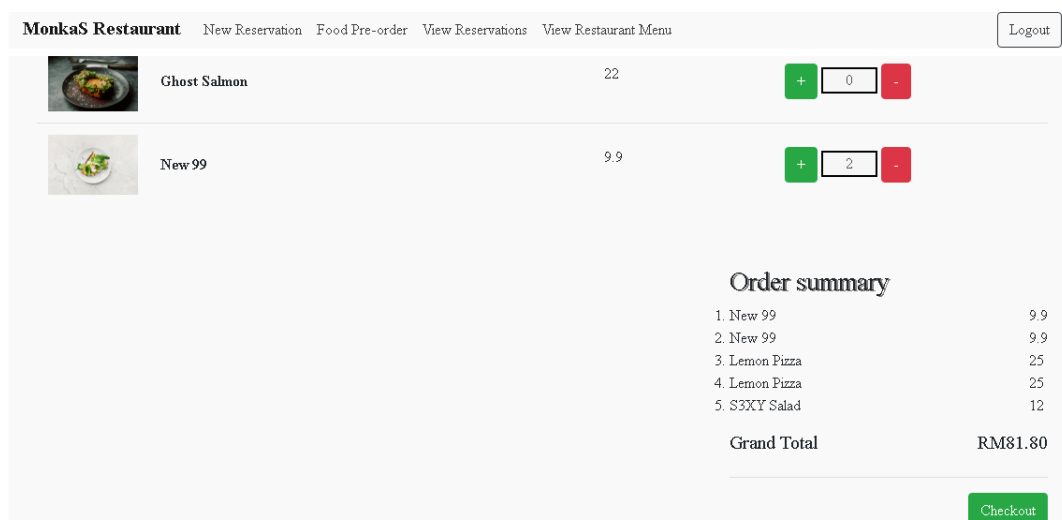 MonkaS Restaurant New Reservation Food Pre-order View Reservations View Restaurant Menu Logout
Ghost Salmon 22 + 0 -
New 99 9.9 + 2 -
Order summary
1. New 99 9.9
2. New 99 9.9
3. Lemon Pizza 25
4. Lemon Pizza 25
5. S3XY Salad 12
Grand Total RM81.80
Checkout